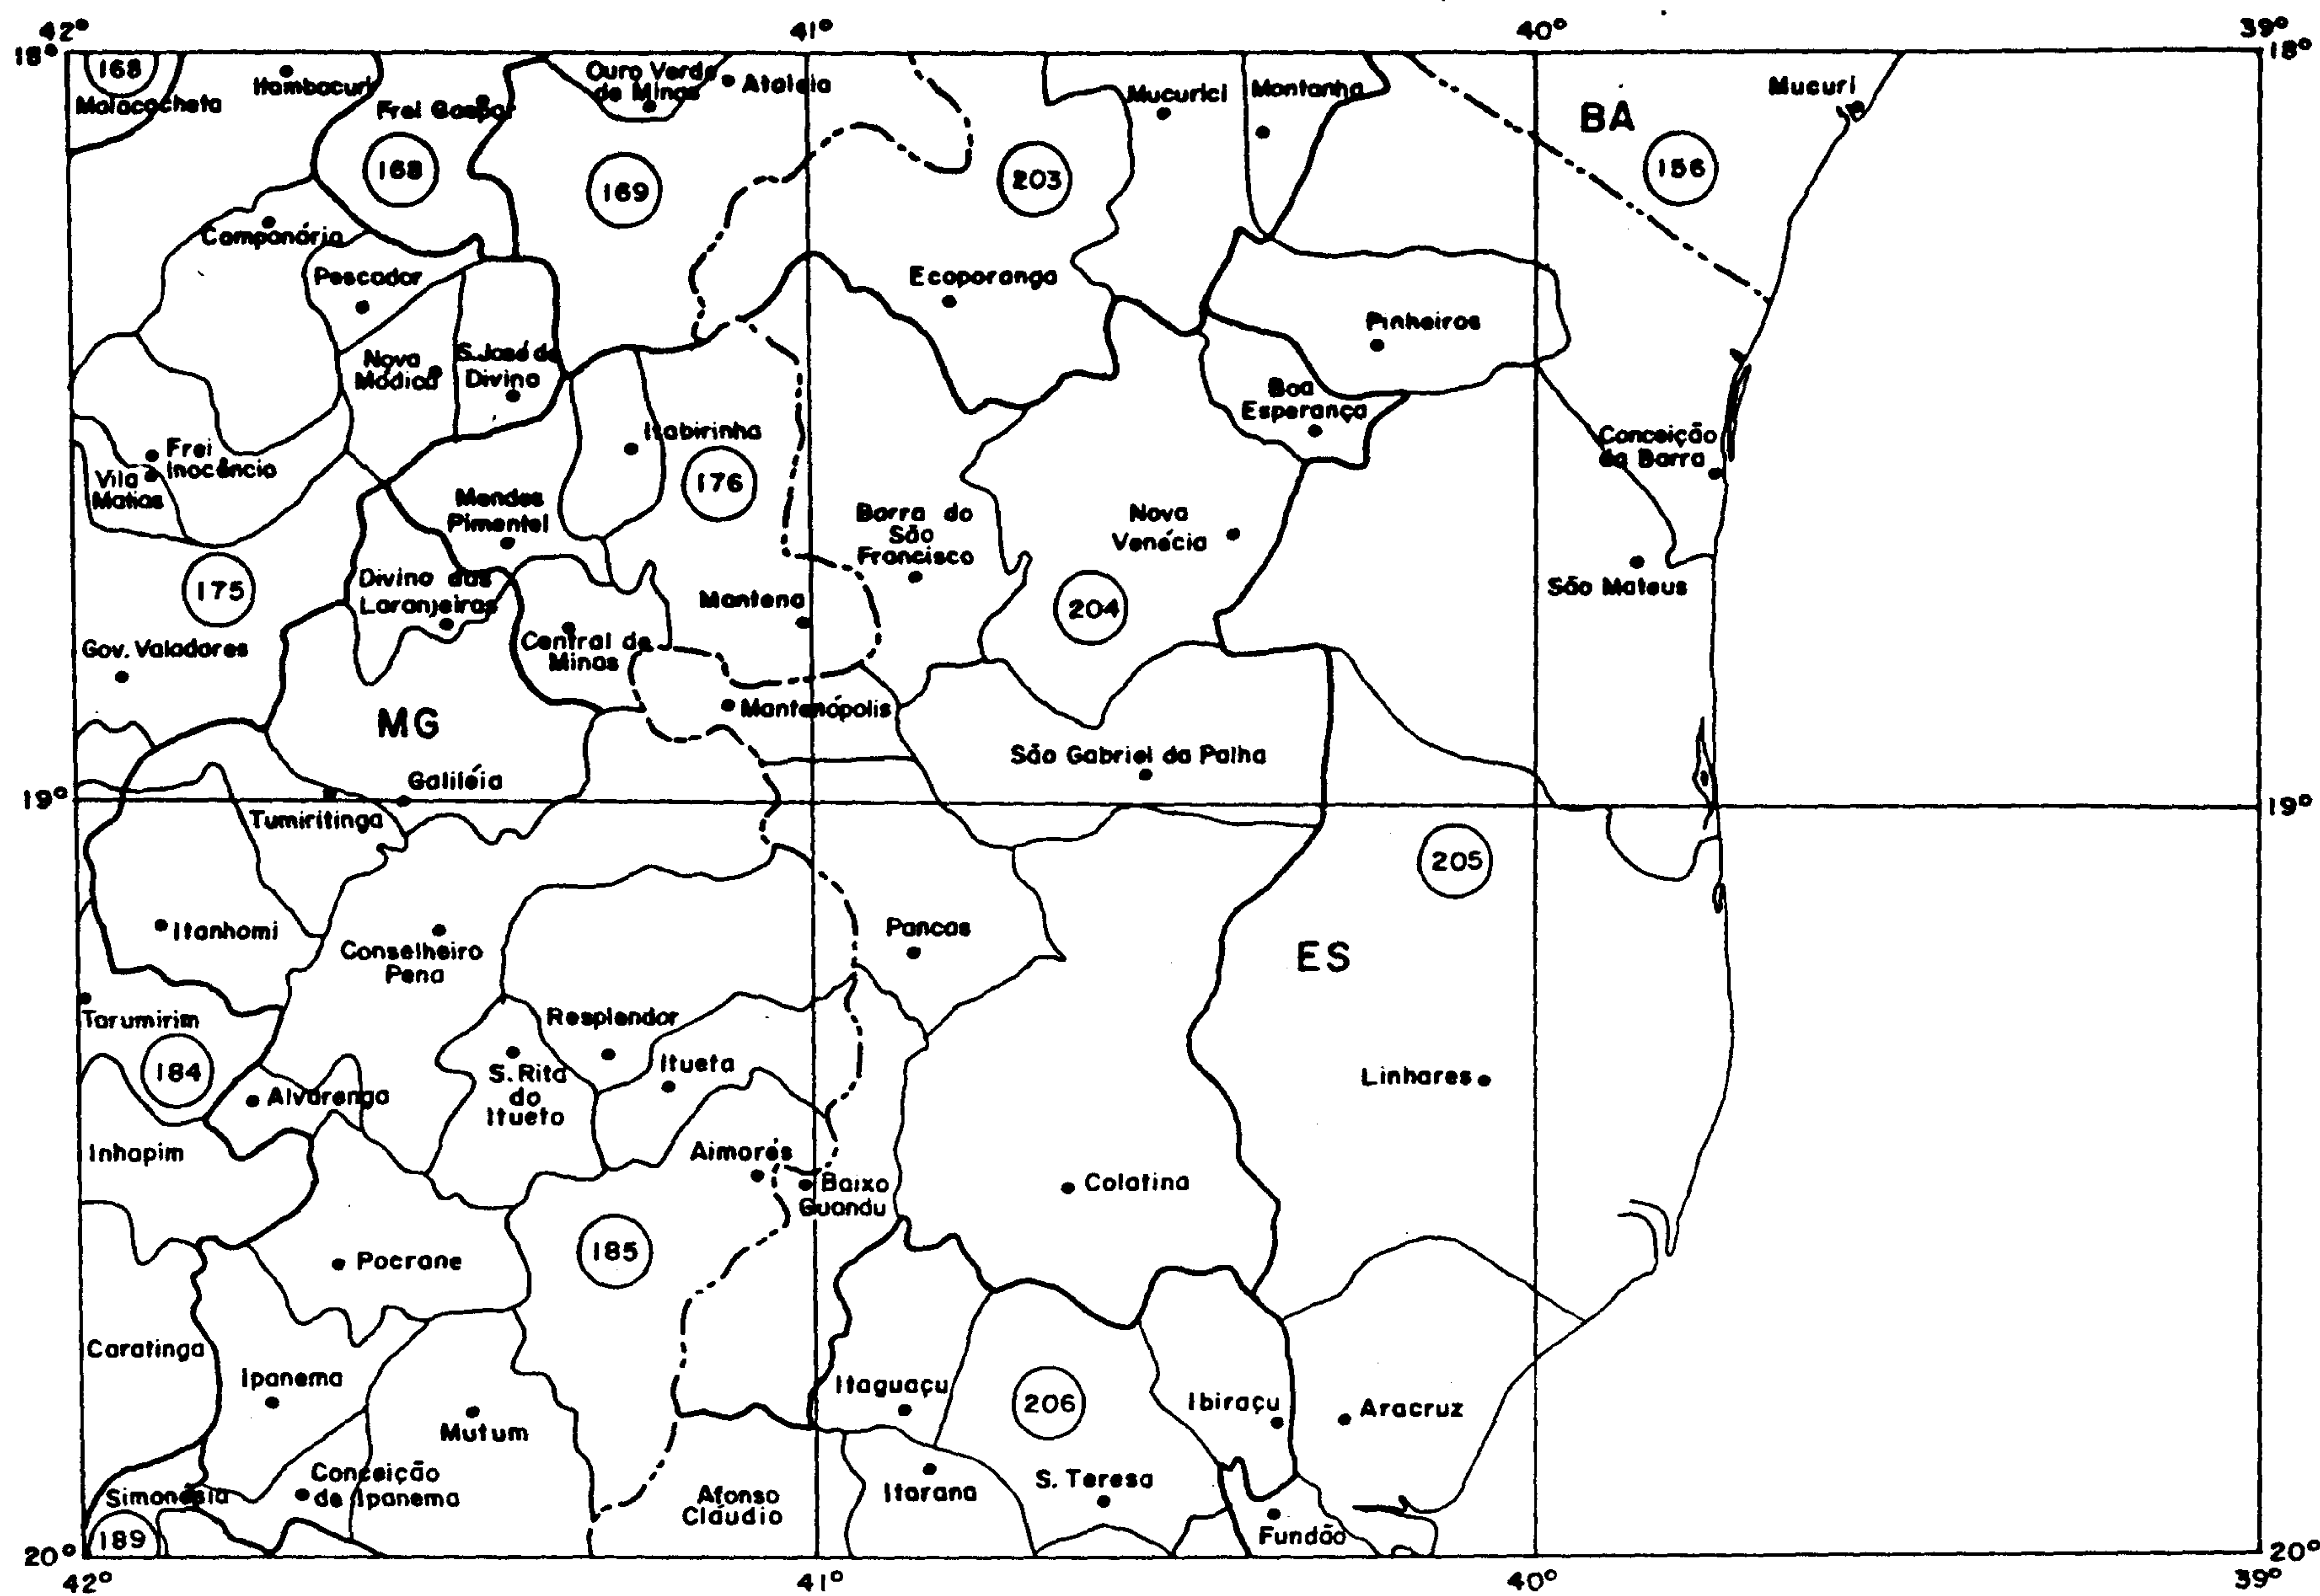 42°
41°
40°
39°
18°
18°
168
Malacacheta
Itambacuri
Frei Gaspar
Ouro Verde
de Minas
Ataleia
Mucurici
Montanha
BA
Mucuri
168
169
203
156
Campanário
Pescador
Ecoporanga
Pinheiros
Nova
Módica
S. José do
Divino
Boa
Esperança
Itabirinha
Conceição
da Barra
Frei
Inocêncio
Vila
Matias
176
Mendes
Pimentel
Barra do
São
Francisco
Nova
Venécia
175
Divino das
Laranjeiras
Mantena
204
São Mateus
Gov. Valadares
Central de
Minas
MG
Mantenópolis
São Gabriel da Palha
Galiléia
19°
19°
Tumiritinga
205
Itanhomi
Conselheiro
Pena
Pancas
ES
Tarumirim
Resplendor
184
S. Rita
do
Itueto
Itueta
Linhares
Alvarenga
Inhapim
Aimorés
Baixo
Guandu
Colatina
185
Pocrane
Caratinga
Ipanema
Itaguaçu
206
Ibiraçu
Aracruz
Mutum
Conceição
de Ipanema
Simonésia
Afonso
Cláudio
Itarana
S. Teresa
Fundão
189
20°
20°
42°
41°
40°
39°